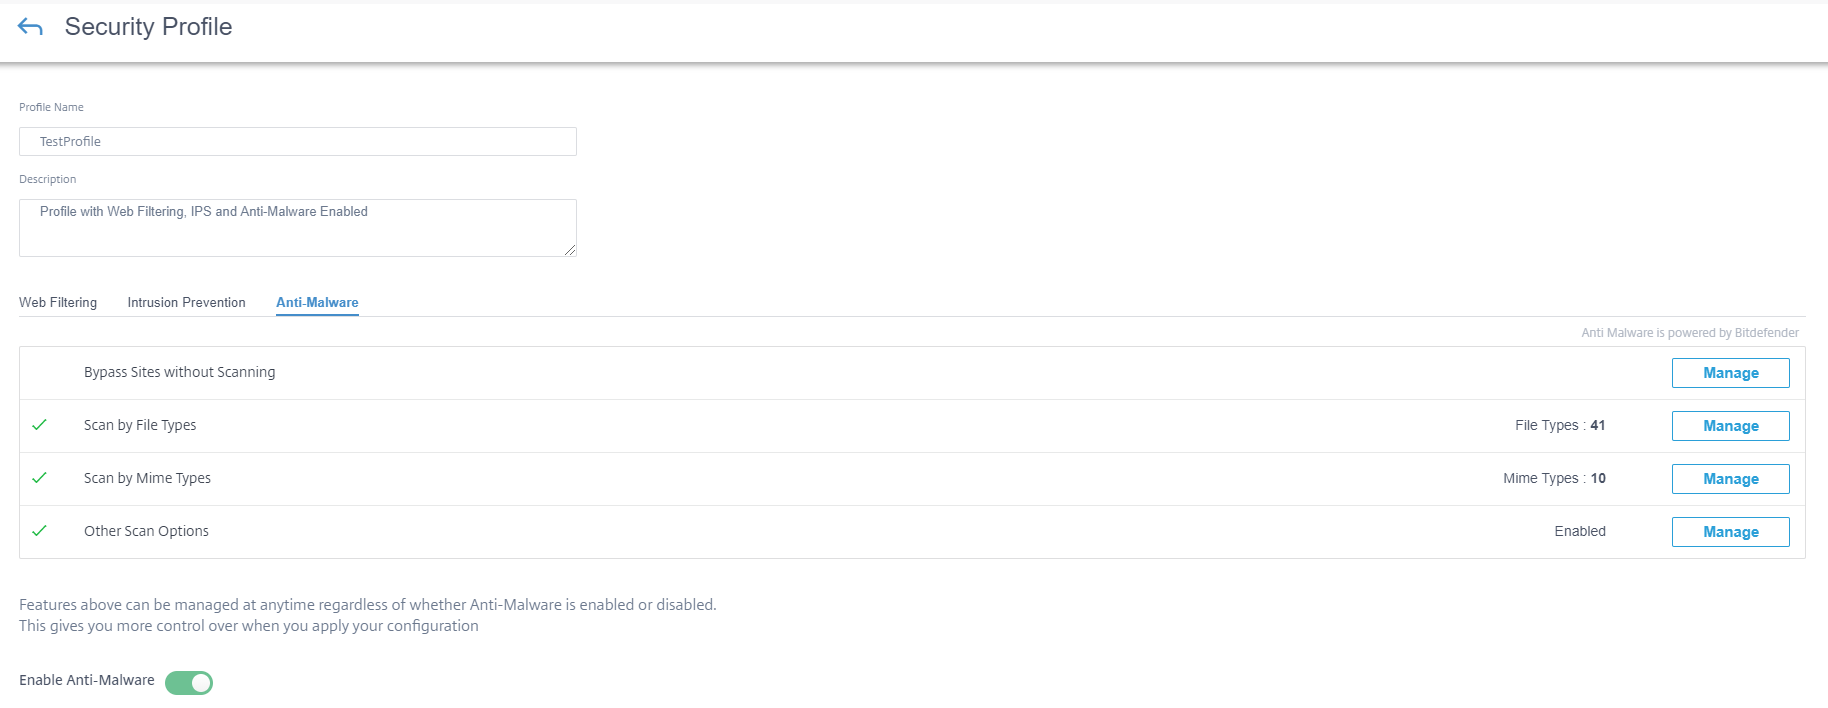 Security Profile
Profile Name
TestProfile
Description
Profile with Web Filtering, IPS and Anti-Malware Enabled
Web Filtering Intrusion Prevention Anti-Malware
Anti Malware is powered by Bitdefender
Bypass Sites without Scanning Manage
Scan by File Types File Types : 41 Manage
Scan by Mime Types Mime Types : 10 Manage
Other Scan Options Enabled Manage
Features above can be managed at anytime regardless of whether Anti-Malware is enabled or disabled.
This gives you more control over when you apply your configuration
Enable Anti-Malware